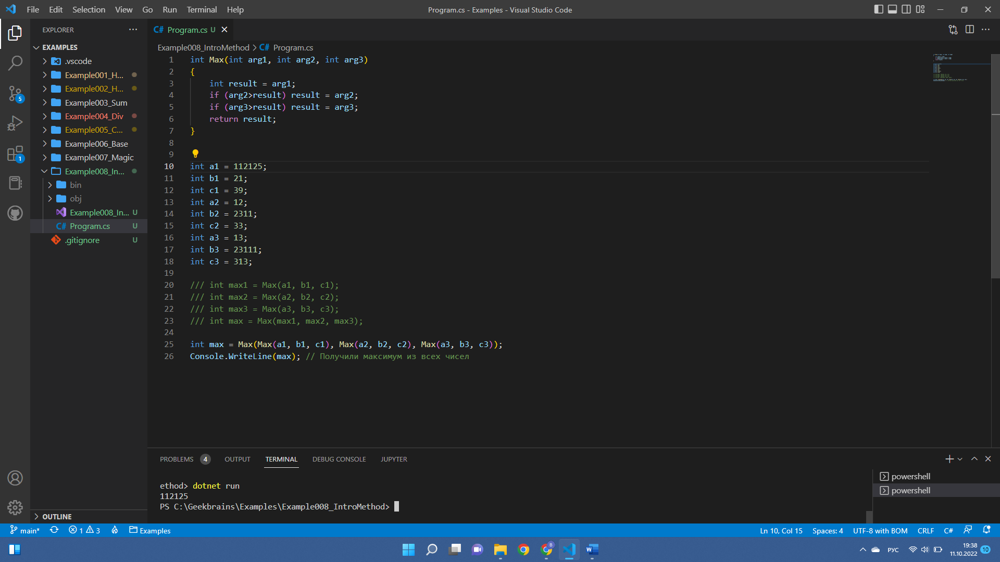 File Edit Selection View Go Run Terminal Help
Program.cs - Examples - Visual Studio Code
EXPLORER
EXAMPLES
.vscode
Example001_H...
Example002_H...
Example003_Sum
Example004_Div
Example005_C...
Example006_Base
Example007_Magic
Example008_In...
bin
obj
Example008_In... U
Program.cs U
.gitignore U
OUTLINE
5
1
C# Program.cs U
Example008_IntroMethod > C# Program.cs
1 int Max(int arg1, int arg2, int arg3)
2 {
3 int result = arg1;
4 if (arg2>result) result = arg2;
5 if (arg3>result) result = arg3;
6 return result;
7 }
8
9
10 int a1 = 112125;
11 int b1 = 21;
12 int c1 = 39;
13 int a2 = 12;
14 int b2 = 2311;
15 int c2 = 33;
16 int a3 = 13;
17 int b3 = 23111;
18 int c3 = 313;
19
20 /// int max1 = Max(a1, b1, c1);
21 /// int max2 = Max(a2, b2, c2);
22 /// int max3 = Max(a3, b3, c3);
23 /// int max = Max(max1, max2, max3);
24
25 int max = Max(Max(a1, b1, c1), Max(a2, b2, c2), Max(a3, b3, c3));
26 Console.WriteLine(max); // Получили максимум из всех чисел
PROBLEMS 4 OUTPUT TERMINAL DEBUG CONSOLE JUPYTER
ethod> dotnet run
112125
PS C:\Geekbrains\Examples\Example008_IntroMethod>
powershell
powershell
main* 1 3 Examples
Ln 10, Col 15 Spaces: 4 UTF-8 with BOM CRLF C#
B
W
РУС
19:38
11.10.2022
10